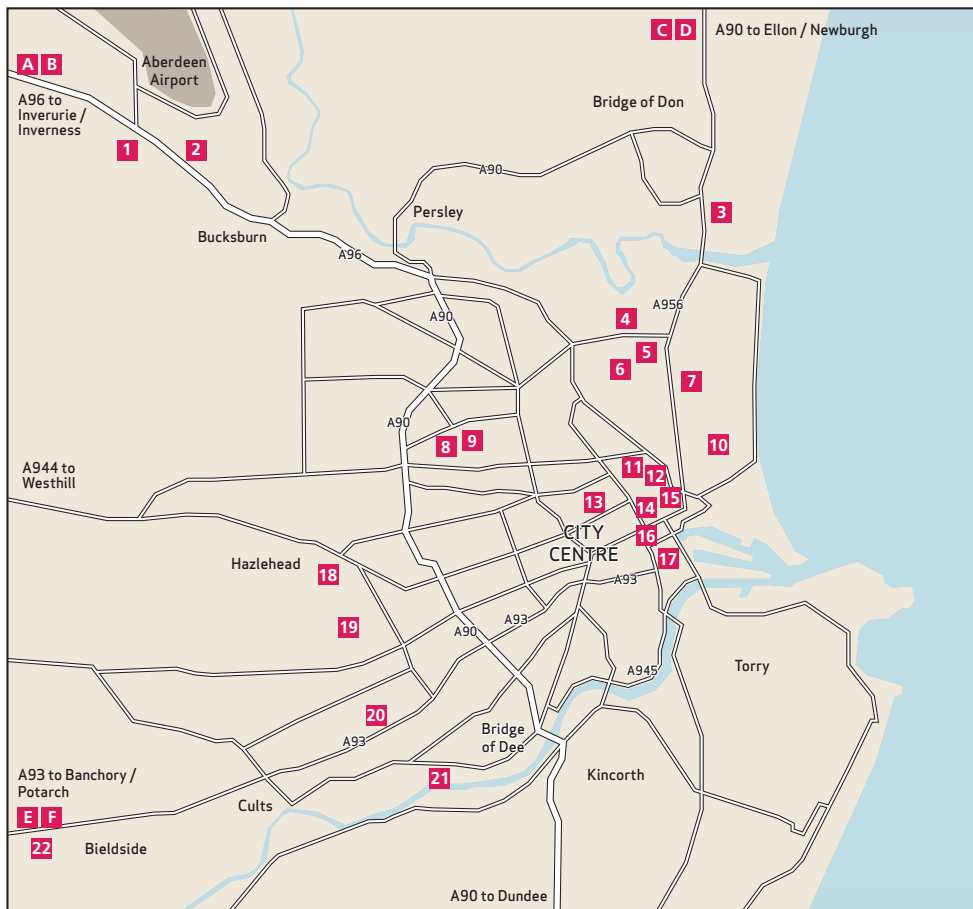 C D
A90 to Ellon / Newburgh
A B
Aberdeen
Airport
A96 to
Inverurie /
Inverness
Bridge of Don
1
2
A90
Persley
3
Bucksburn
A96
A956
A90
4
5
6
7
A90
8
9
10
A944 to
Westhill
11
12
13
14
15
CITY
CENTRE
16
17
Hazlehead
18
A93
19
A93
A90
A945
Torry
20
Bridge
of Dee
A93
A93 to Banchory /
Potarch
21
Kincorth
Cults
E F
22
Bieldside
A90 to Dundee